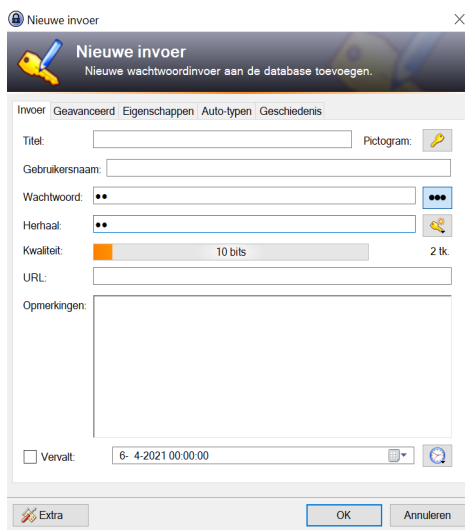 Nieuwe invoer
Nieuwe invoer
Nieuwe wachtwoordinvoer aan de database toevoegen.
Invoer Geavanceerd Eigenschappen Auto-typen Geschiedenis
Titel: Pictogram:
Gebruikersnaam:
Wachtwoord: ●● ●●●
Herhaal: ●●
Kwaliteit: 10 bits 2 tk.
URL:
Opmerkingen:
Vervalt: 6- 4-2021 00:00:00
Extra OK Annuleren